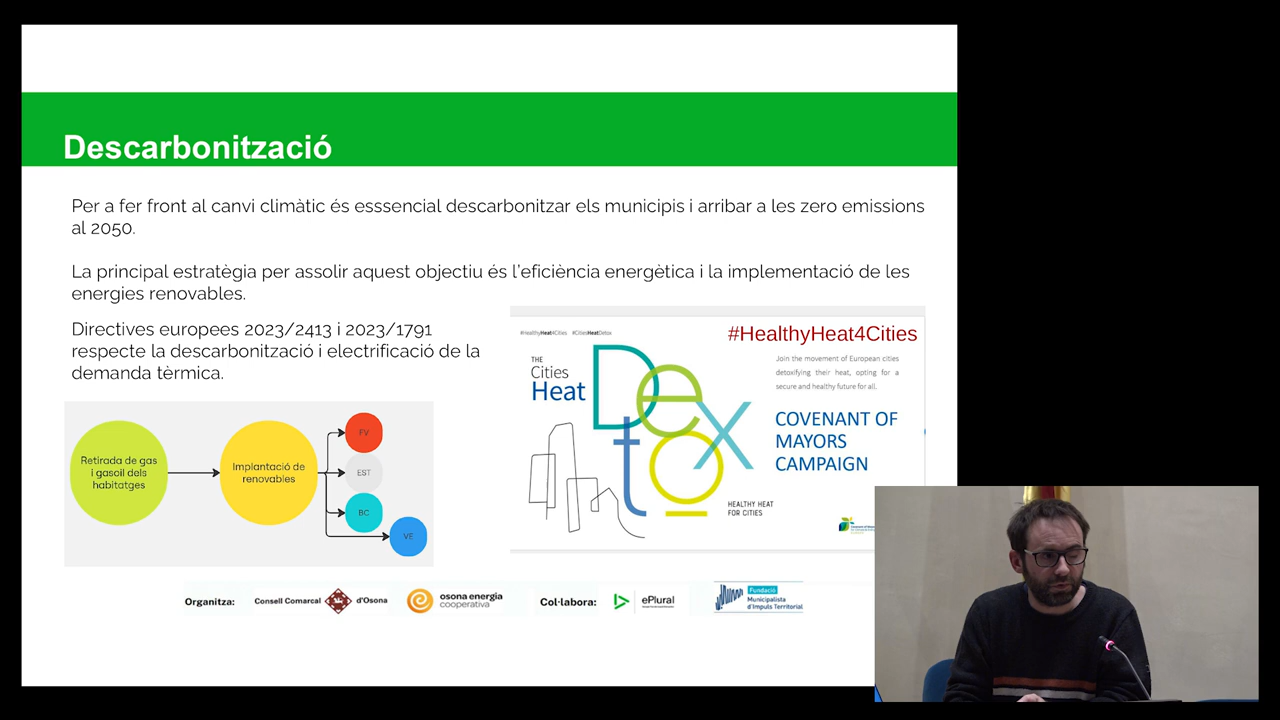 Descarbonització
Per a fer front al canvi climàtic és esssencial descarbonitzar els municipis i arribar a les zero emissions
al 2050.
La principal estratègia per assolir aquest objectiu és l'eficiència energètica i la implementació de les
energies renovables.
Directives europees 2023/2413 i 2023/1791
respecte la descarbonització i electrificació de la
demanda tèrmica.
Retirada de gas
i gasoil dels
habitatges
Implantació de
renovables
FV
EST
BC
VE
#HealthyHeat4Cities #CitiesHeatDetox
#HealthyHeat4Cities
THE
Cities
Heat
Detox
Join the movement of European cities
detoxifying their heat, opting for a
secure and healthy future for all.
COVENANT OF
MAYORS
CAMPAIGN
HEALTHY HEAT
FOR CITIES
Organitza:
Consell Comarcal d'Osona
osona energia
cooperativa
Col·labora:
ePlural
Fundació
Municipalista
d'Impuls Territorial